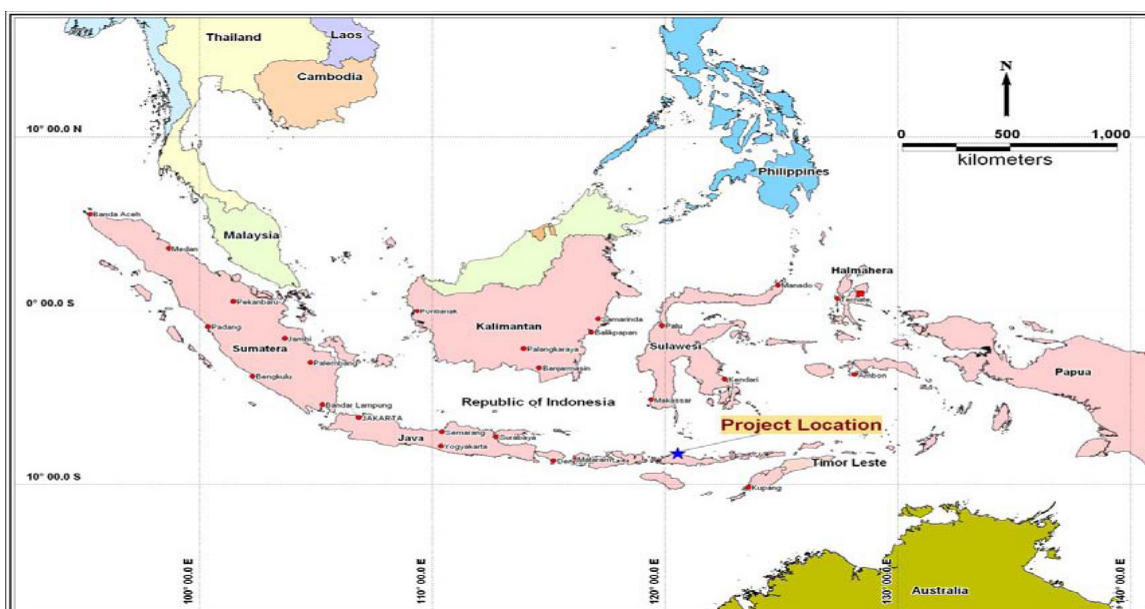 Thailand
Laos
Cambodia
N
10° 00.0 N
0 500 1,000
kilometers
Philippines
Banda Aceh
Malaysia
Medan
Halmahera
Manado
Ternate
0° 00.0 S
Pekanbaru
Pontianak
Samarinda
Kalimantan
Balikpapan
Palu
Padang
Jambi
Sumatera
Palangkaraya
Sulawesi
Palembang
Banjarmasin
Papua
Bengkulu
Kendari
Ambon
Republic of Indonesia
Makassar
Bandar Lampung
JAKARTA
Project Location
Semarang
Java
Surabaya
Yogyakarta
Mataram
Timor Leste
10° 00.0 S
Kupang
100° 00.0 E
110° 00.0 E
120° 00.0 E
130° 00.0 E
140° 00.0 E
Australia